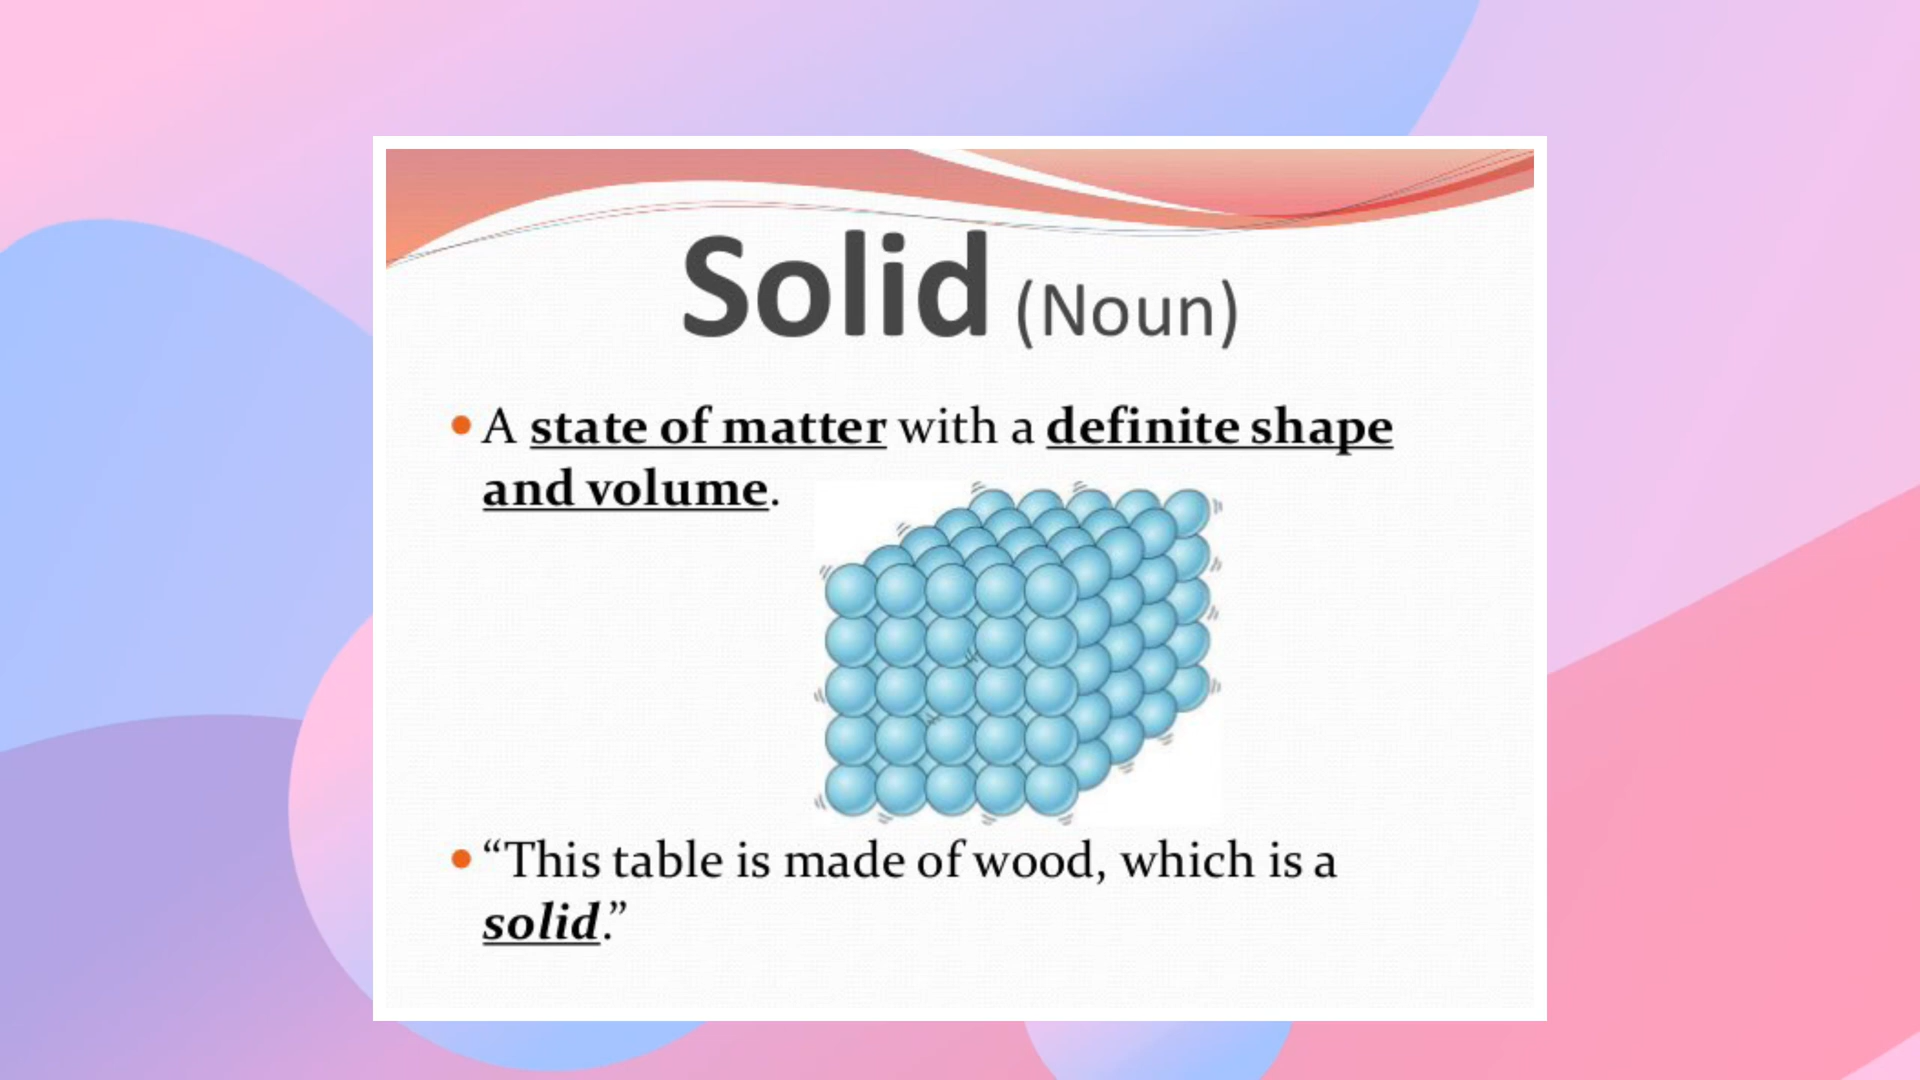 Solid (Noun)
• A state of matter with a definite shape
and volume.
• “This table is made of wood, which is a
solid.”